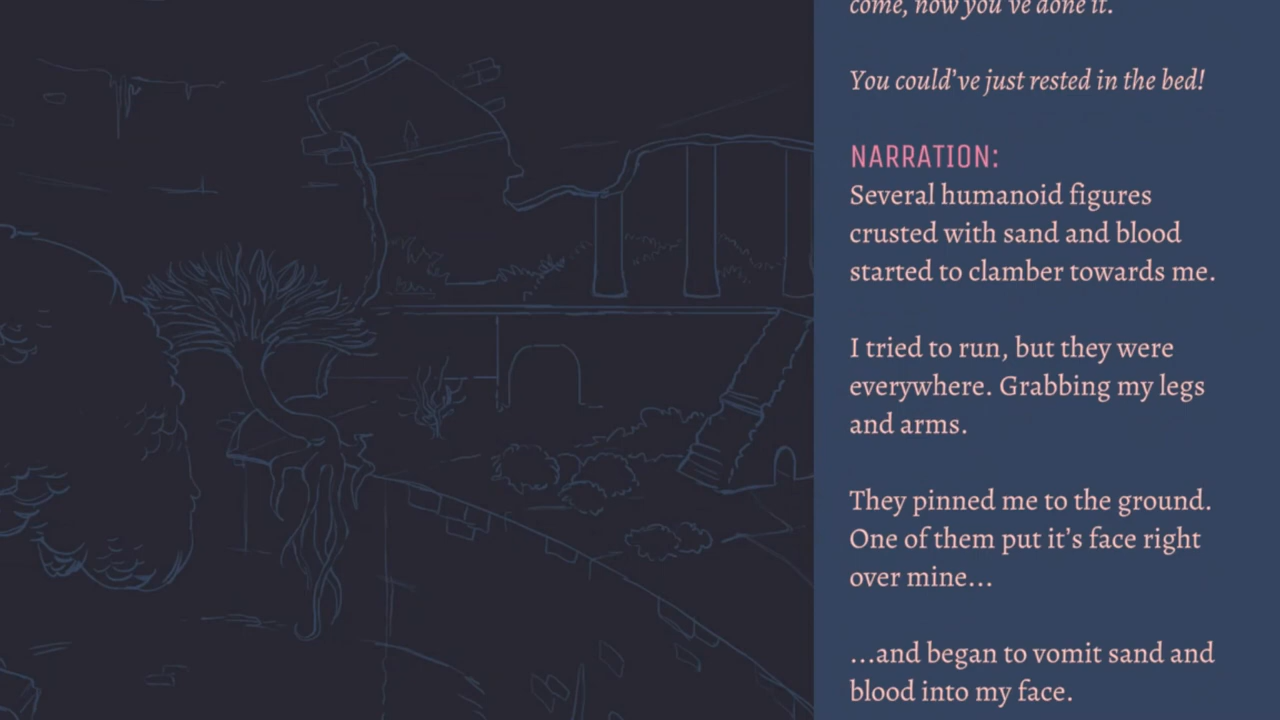 come, now you've done it.
You could've just rested in the bed!
NARRATION:
Several humanoid figures
crusted with sand and blood
started to clamber towards me.
I tried to run, but they were
everywhere. Grabbing my legs
and arms.
They pinned me to the ground.
One of them put it's face right
over mine...
...and began to vomit sand and
blood into my face.